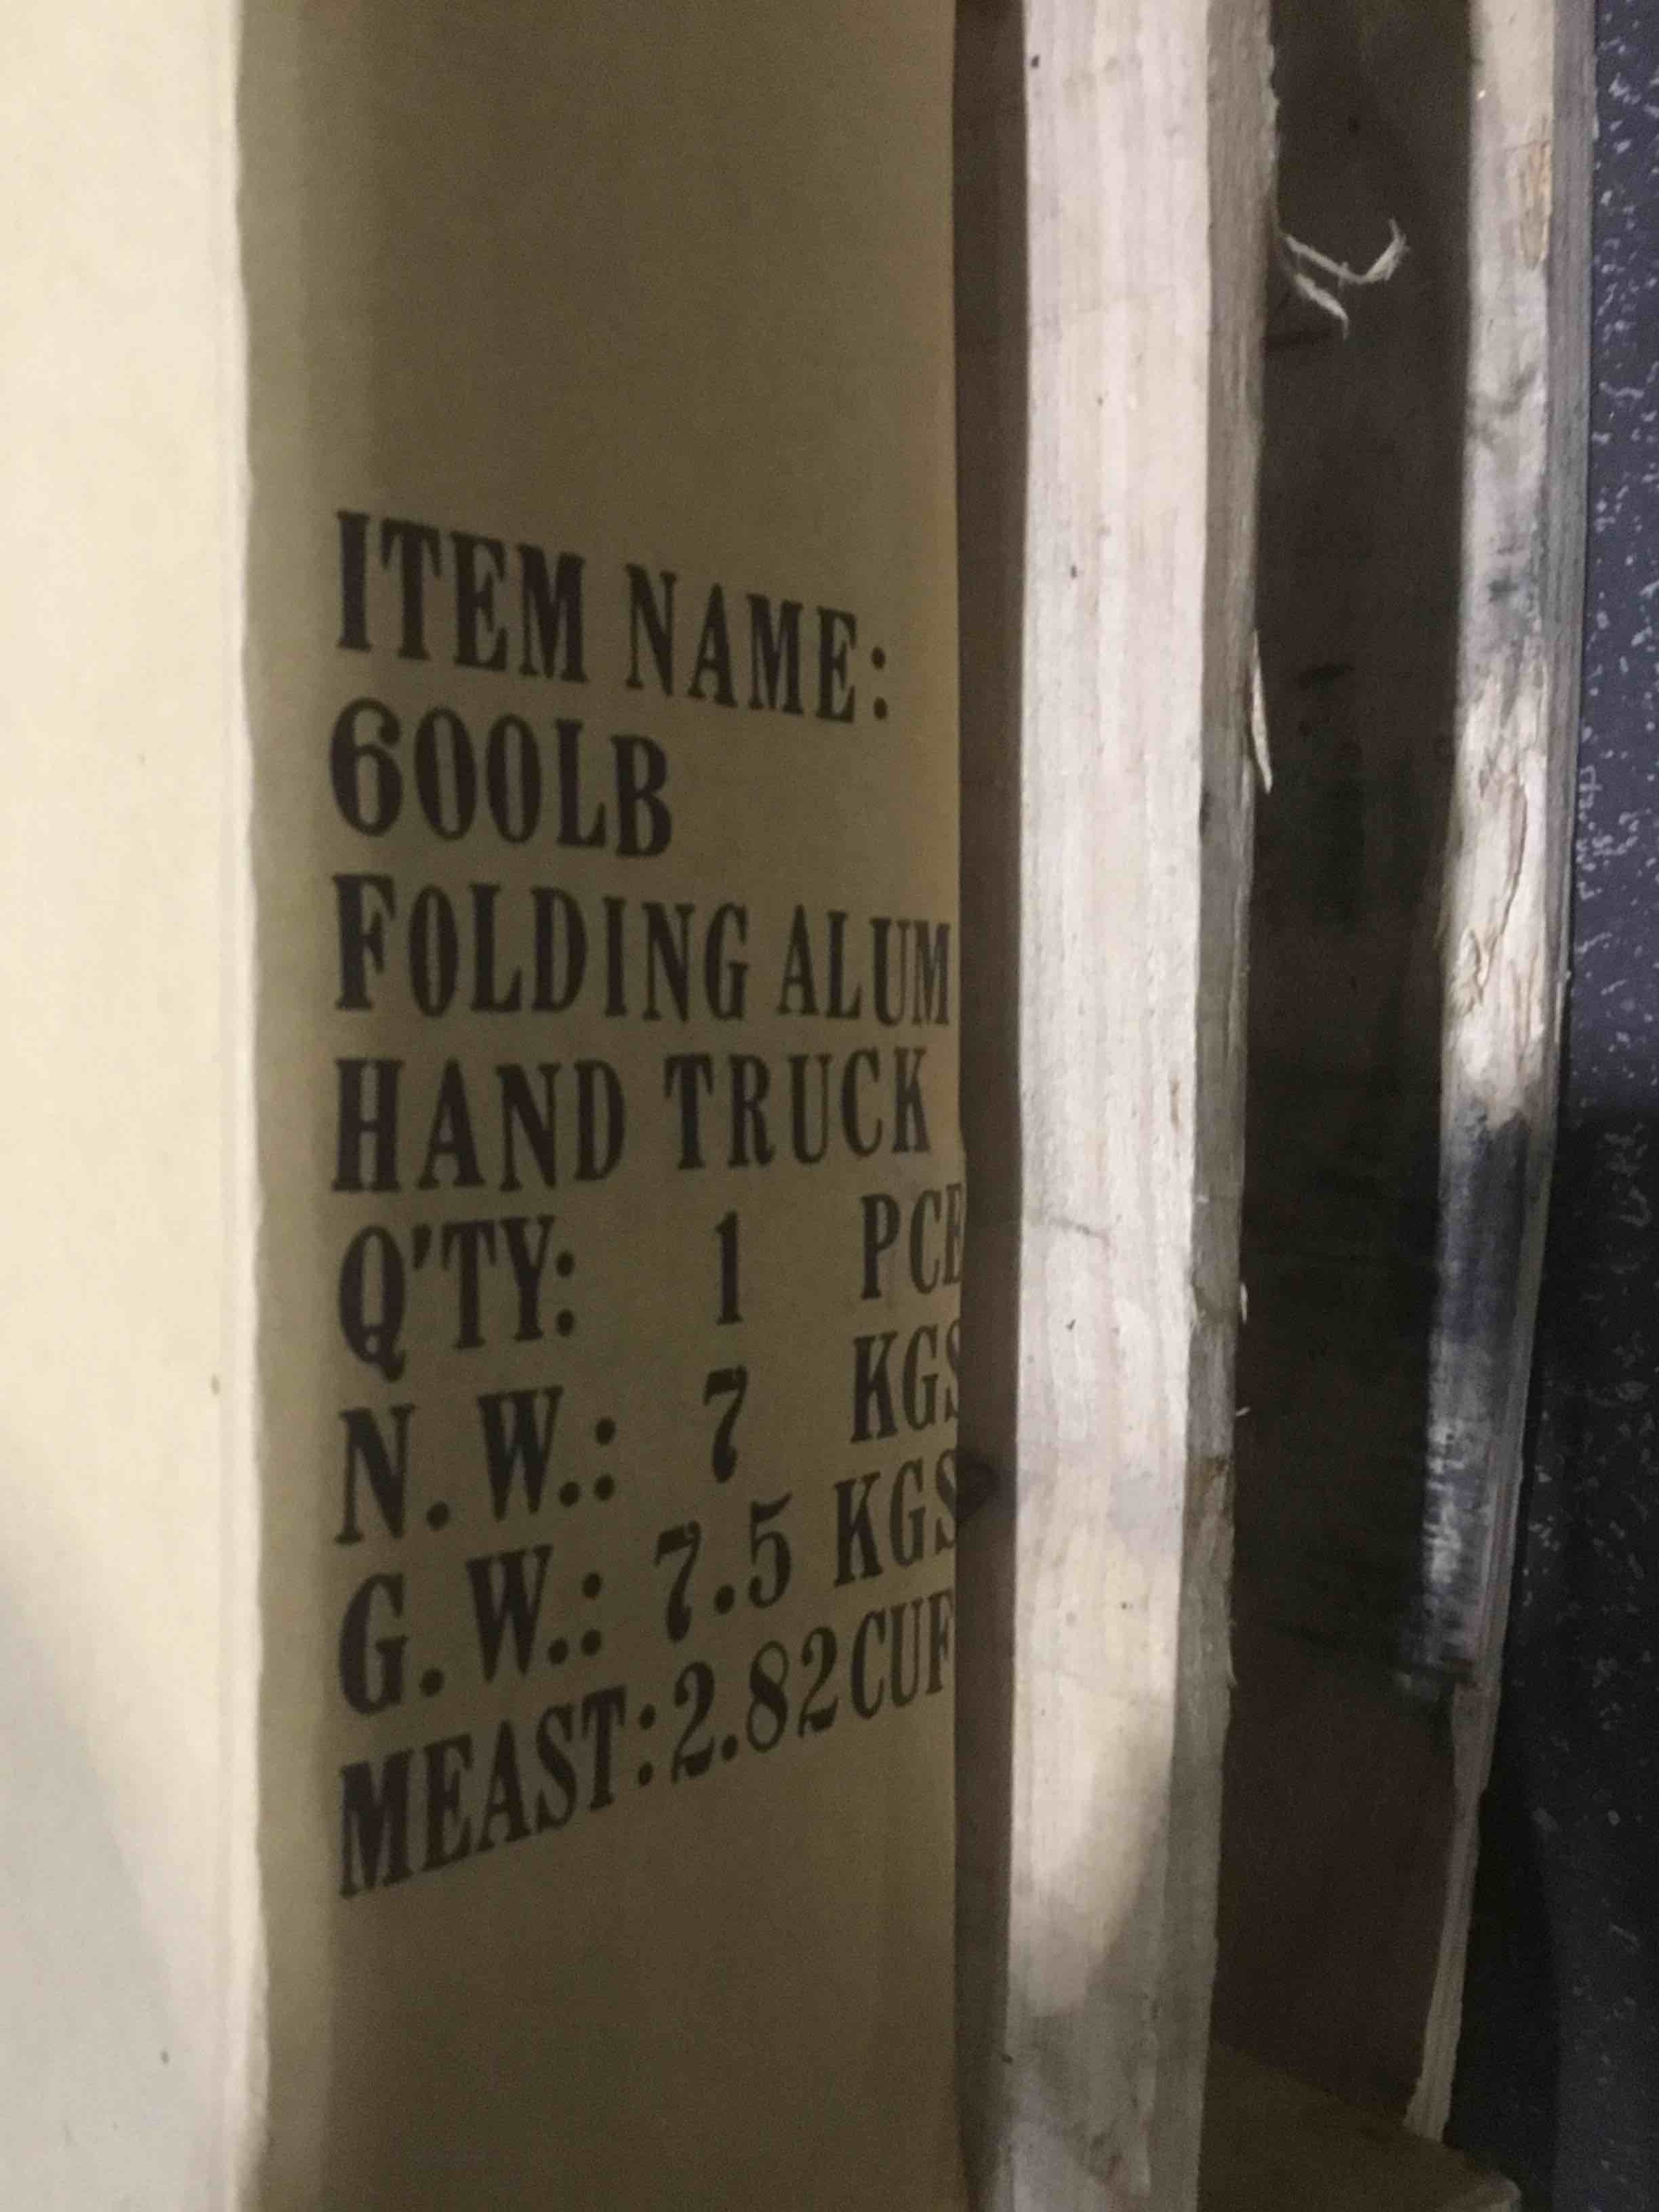 ITEM NAME:
600LB
FOLDING ALUM
HAND TRUCK
Q'TY: 1 PCE
N.W.: 7 KGS
G.W.: 7.5 KGS
MEAST:2.82CUF